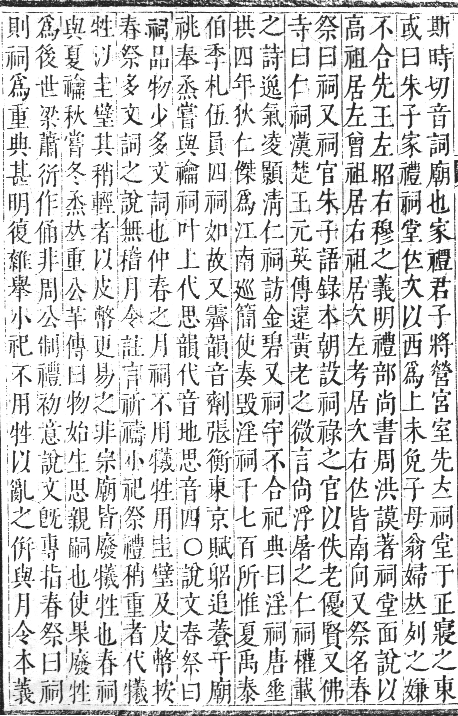 斯時切音詞廟也家禮君子將營宮室先立祠堂于正寢之東
或曰朱子家禮祠堂位次以西爲上未免子母翁婦並列之嫌
不合先王左昭右穆之義明禮部尚書周洪謨著祠堂面說以
高祖居左曾祖居右祖居次左考居次右位皆南向又祭名春
祭曰祠又祠官朱子語錄本朝設祠祿之官以佚老優賢又佛
寺曰仁祠漢楚王元英傳遠黃老之微言尚浮屠之仁祠權載
之詩逸氣凌顥清仁祠訪金碧又祠宇不合祀典曰淫祠唐垂
拱四年狄仁傑爲江南廵簡使奏毀淫祠千七百所惟夏禹泰
伯季札伍員四祠如故又霽韻音劑張衡東京賦躬追養于廟
祧奉烝嘗與禴祠叶上代思韻代音地思音四○說文春祭曰
祠品物少多文詞也仲春之月祠不用犧牲用圭璧及皮幣按
春祭多文詞之說無稽月令註言祈禱小祀祭禮稍重者代犧
牲以圭璧其稍輕者以皮幣更易之非宗廟皆廢犧牲也春祠
與夏禴秋嘗冬烝並重公羊傳曰物始生思親嗣也使果廢牲
爲後世梁蕭衍作俑非周公制禮初意說文旣專指春祭曰祠
則祠爲重典甚明復雜舉小祀不用牲以亂之併與月令本義